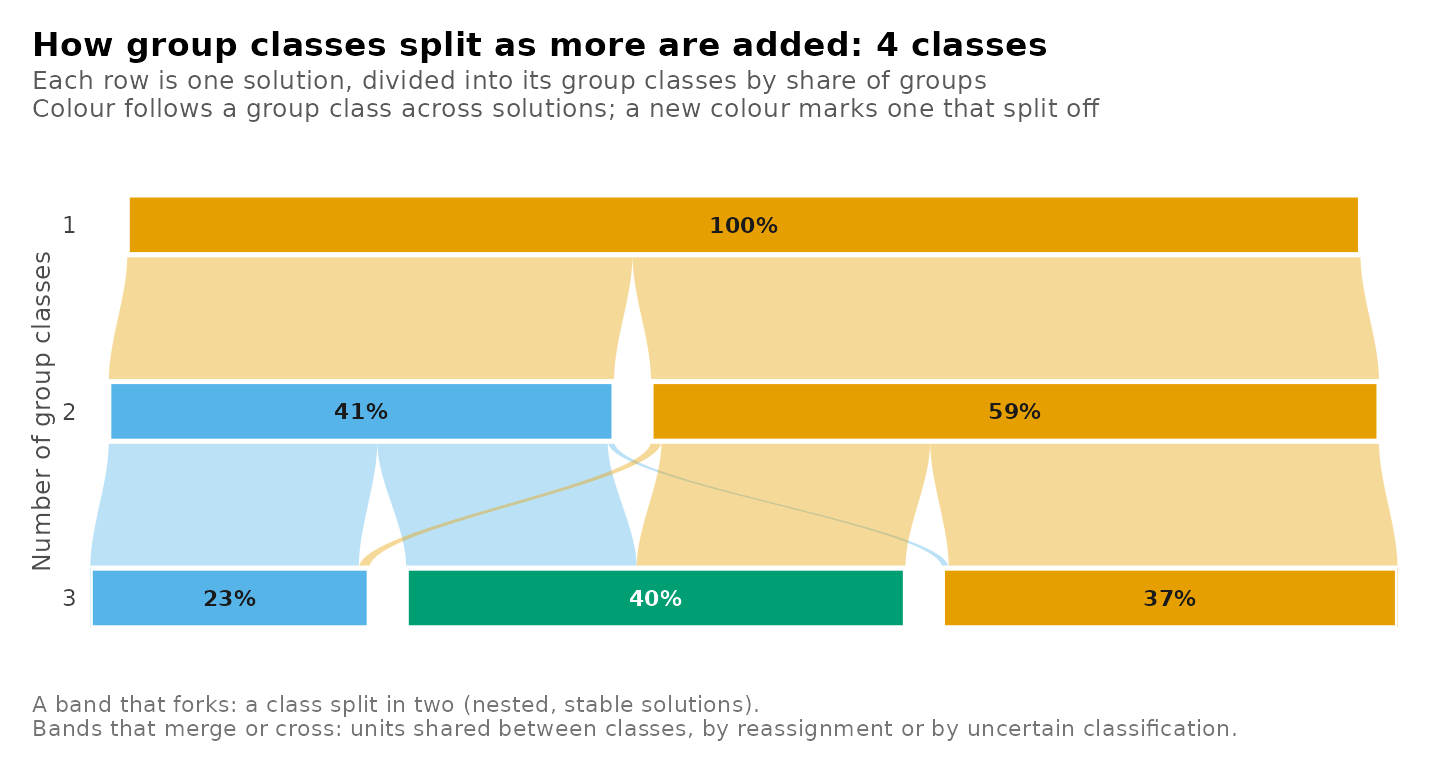 How group classes split as more are added: 4 classes
Each row is one solution, divided into its group classes by share of groups
Colour follows a group class across solutions; a new colour marks one that split off
Number of group classes
1
100%
2
41%
59%
3
23%
40%
37%
A band that forks: a class split in two (nested, stable solutions).
Bands that merge or cross: units shared between classes, by reassignment or by uncertain classification.